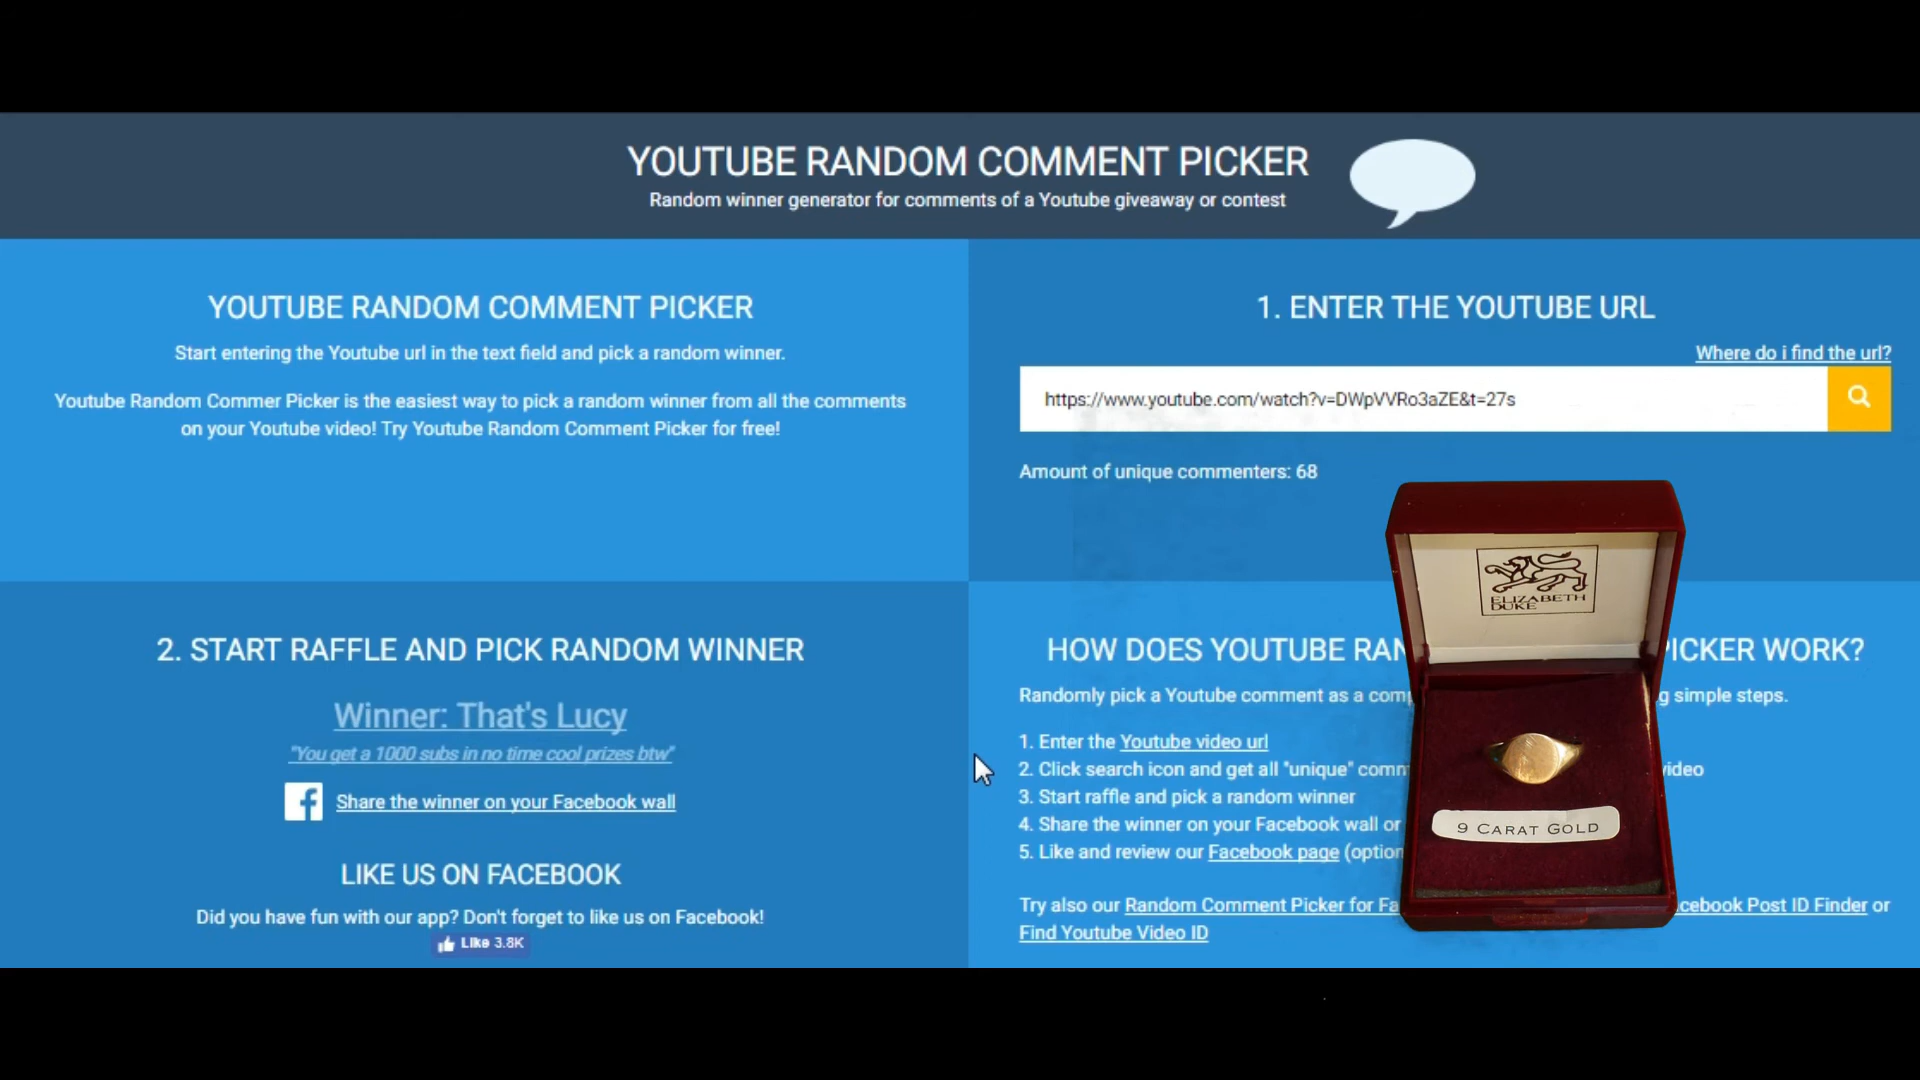 YOUTUBE RANDOM COMMENT PICKER
Random winner generator for comments of a Youtube giveaway or contest
YOUTUBE RANDOM COMMENT PICKER
Start entering the Youtube url in the text field and pick a random winner.
Youtube Random Commer Picker is the easiest way to pick a random winner from all the comments
on your Youtube video! Try Youtube Random Comment Picker for free!
1. ENTER THE YOUTUBE URL
Where do i find the url?
https://www.youtube.com/watch?v=DWpVVRo3aZE&t=27s
Amount of unique commenters: 68
2. START RAFFLE AND PICK RANDOM WINNER
Winner: That's Lucy
"You get a 1000 subs in no time cool prizes btw"
Share the winner on your Facebook wall
LIKE US ON FACEBOOK
Did you have fun with our app? Don't forget to like us on Facebook!
Like 3.8K
HOW DOES YOUTUBE RAN PICKER WORK?
Randomly pick a Youtube comment as a comp g simple steps.
1. Enter the Youtube video url
2. Click search icon and get all "unique" comm video
3. Start raffle and pick a random winner
4. Share the winner on your Facebook wall or
5. Like and review our Facebook page (option
Try also our Random Comment Picker for Fa cebook Post ID Finder or
Find Youtube Video ID
ELIZABETH
DUKE
9 CARAT GOLD